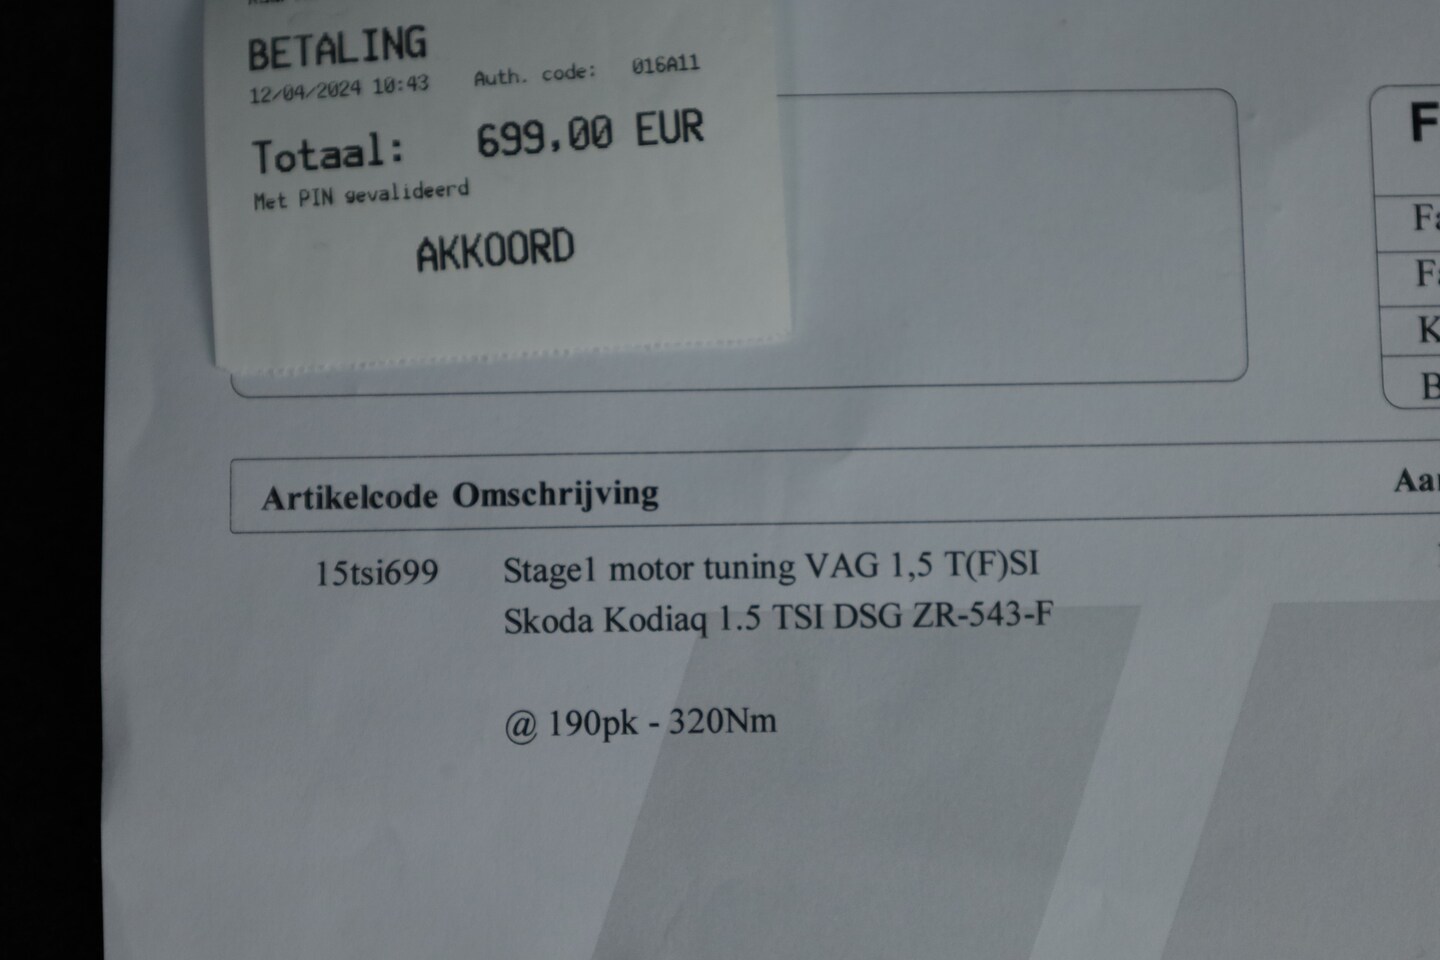 BETALING
12/04/2024 10:43 Auth. code: 016A11
Totaal: 699,00 EUR
Met PIN gevalideerd
AKKOORD
Artikelcode Omschrijving
15tsi699 Stage1 motor tuning VAG 1,5 T(F)SI
Skoda Kodiaq 1.5 TSI DSG ZR-543-F
@ 190pk - 320Nm